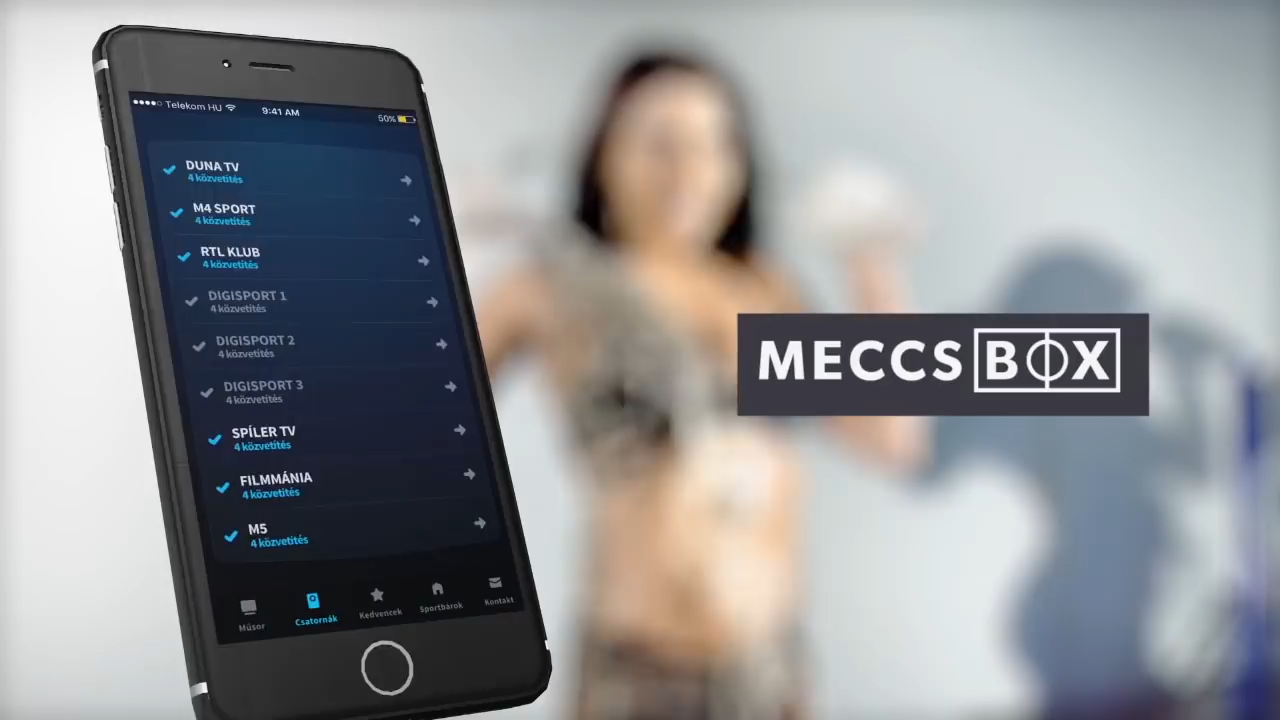 Telekom HU 9:41 AM 50%
DUNA TV
4 közvetítés
M4 SPORT
4 közvetítés
RTL KLUB
4 közvetítés
DIGISPORT 1
4 közvetítés
DIGISPORT 2
4 közvetítés
DIGISPORT 3
4 közvetítés
SPÍLER TV
4 közvetítés
FILMMÁNIA
4 közvetítés
M5
4 közvetítés
Műsor Csatornák Kedvencek Sportbárok Kontakt
MECCS BOX